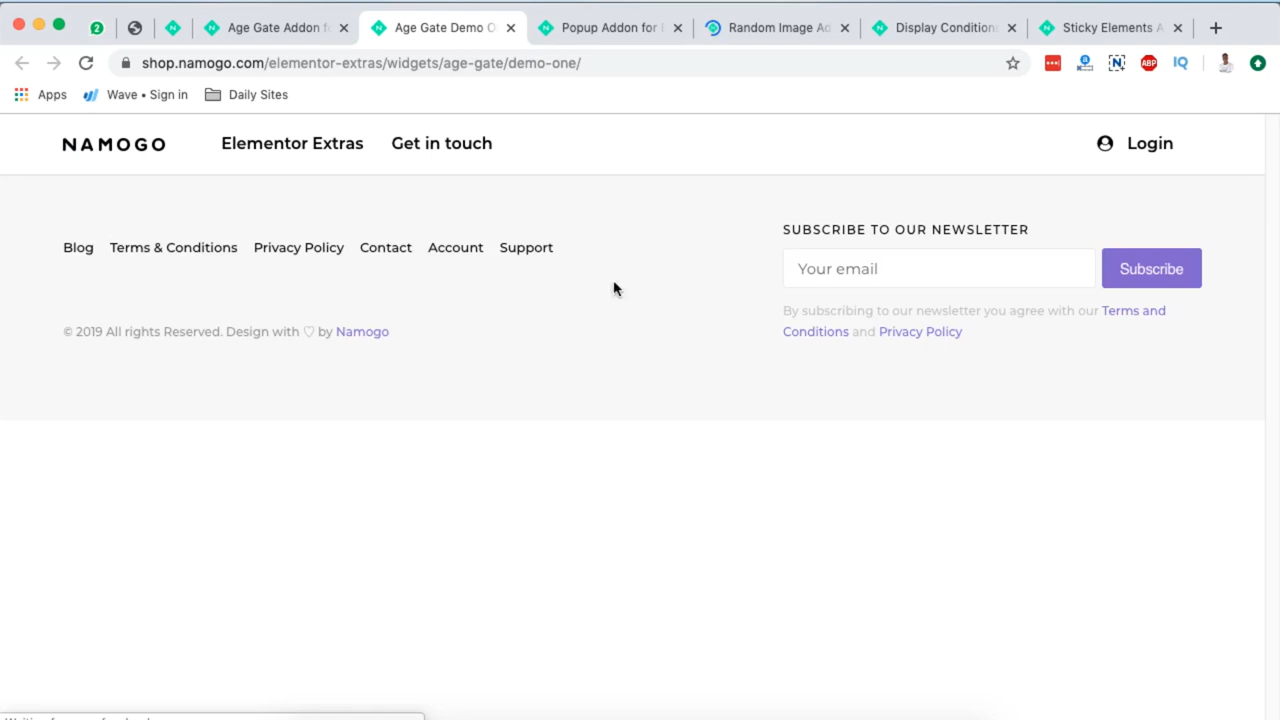 2
Age Gate Addon f
Age Gate Demo O
Popup Addon for
Random Image Ad
Display Condition
Sticky Elements A
shop.namogo.com/elementor-extras/widgets/age-gate/demo-one/
ABP
IQ
Apps
Wave • Sign in
Daily Sites
NAMOGO
Elementor Extras
Get in touch
Login
Blog
Terms & Conditions
Privacy Policy
Contact
Account
Support
© 2019 All rights Reserved. Design with ♡ by Namogo
SUBSCRIBE TO OUR NEWSLETTER
Your email
Subscribe
By subscribing to our newsletter you agree with our Terms and
Conditions and Privacy Policy